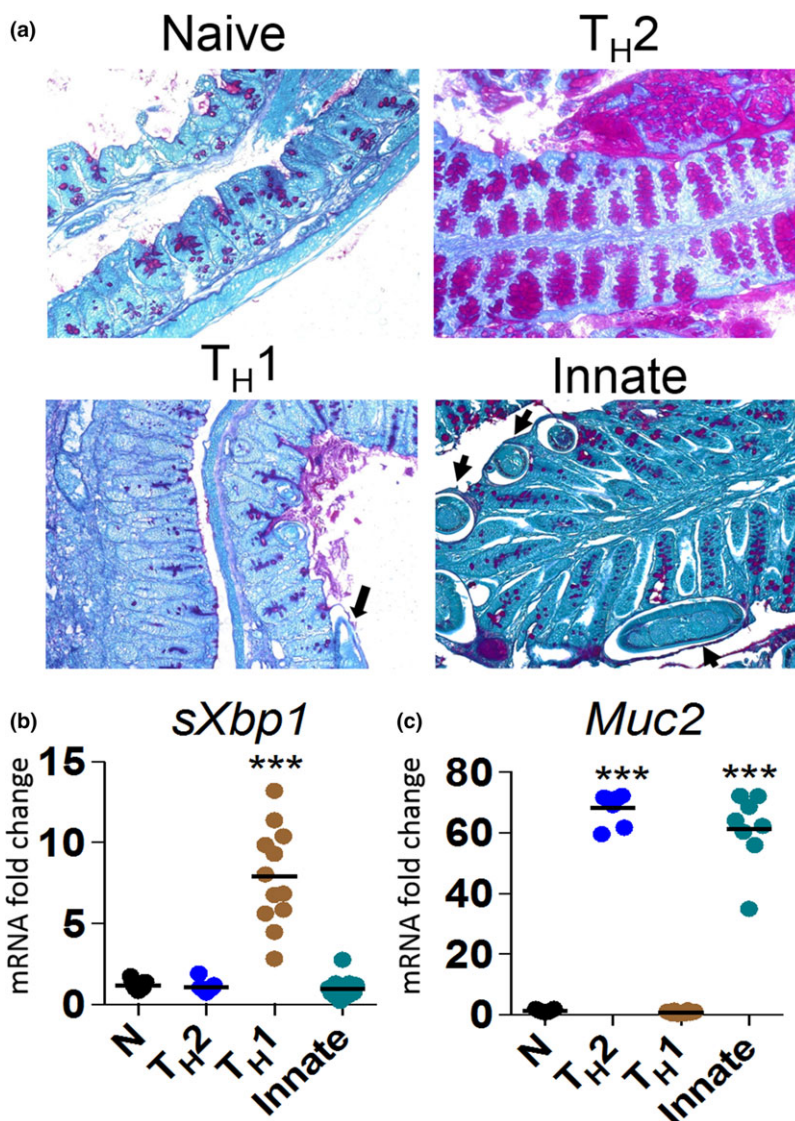 (a)
Naive
TH2
TH1
Innate
(b)
sXbp1
mRNA fold change
15
10
5
0
***
N
TH2
TH1
Innate
(c)
Muc2
mRNA fold change
80
60
40
20
0
***
***
N
TH2
TH1
Innate